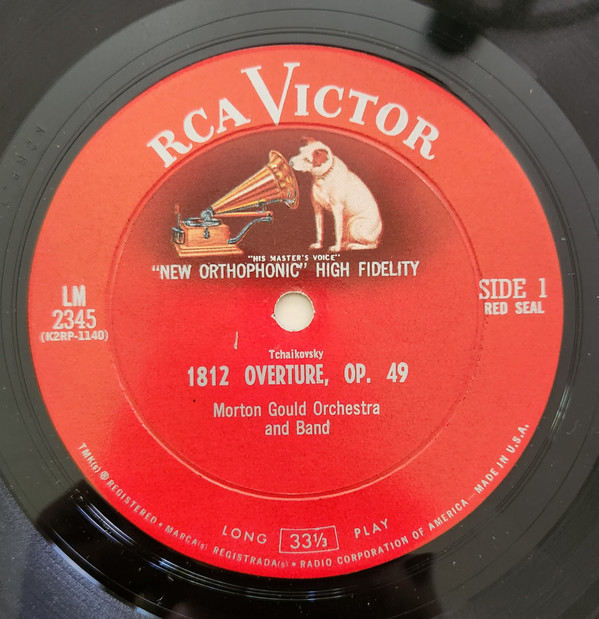 RCA VICTOR
"HIS MASTER'S VOICE"
"NEW ORTHOPHONIC" HIGH FIDELITY
LM
2345
(K2RP-1140)
SIDE 1
RED SEAL
Tchaikovsky
1812 OVERTURE, OP. 49
Morton Gould Orchestra
and Band
LONG 33⅓ PLAY
TMK(s) ® REGISTERED • MARCA(s) REGISTRADA(s) • RADIO CORPORATION OF AMERICA—MADE IN U.S.A.